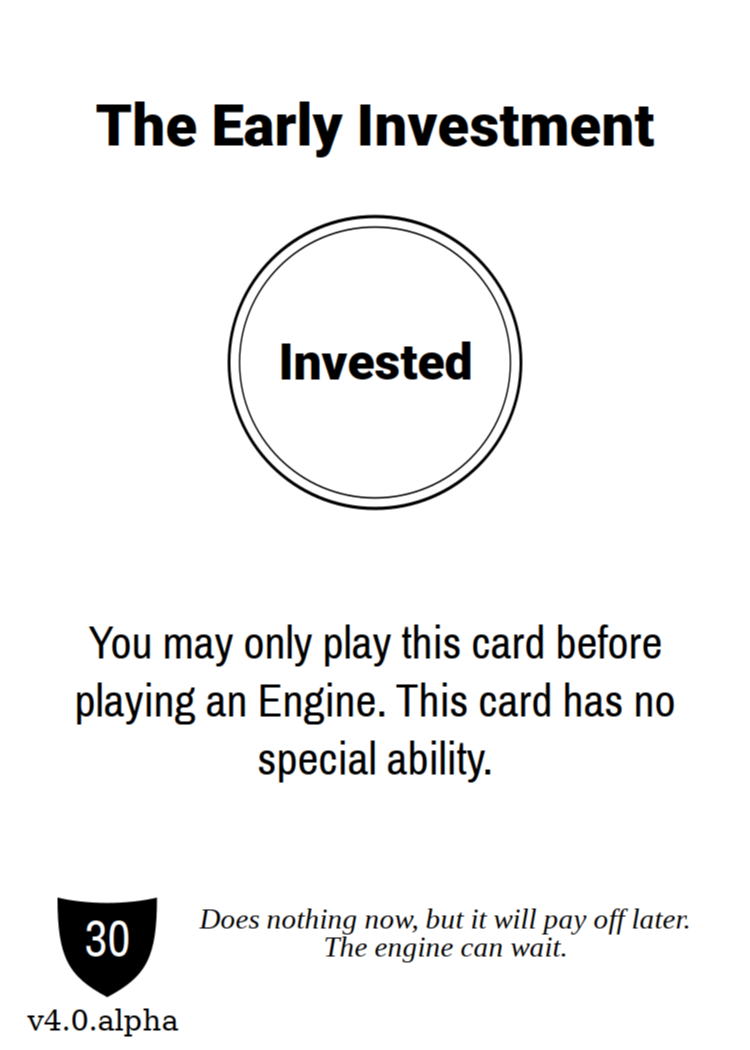 The Early Investment
Invested
You may only play this card before
playing an Engine. This card has no
special ability.
30
Does nothing now, but it will pay off later.
The engine can wait.
v4.0.alpha